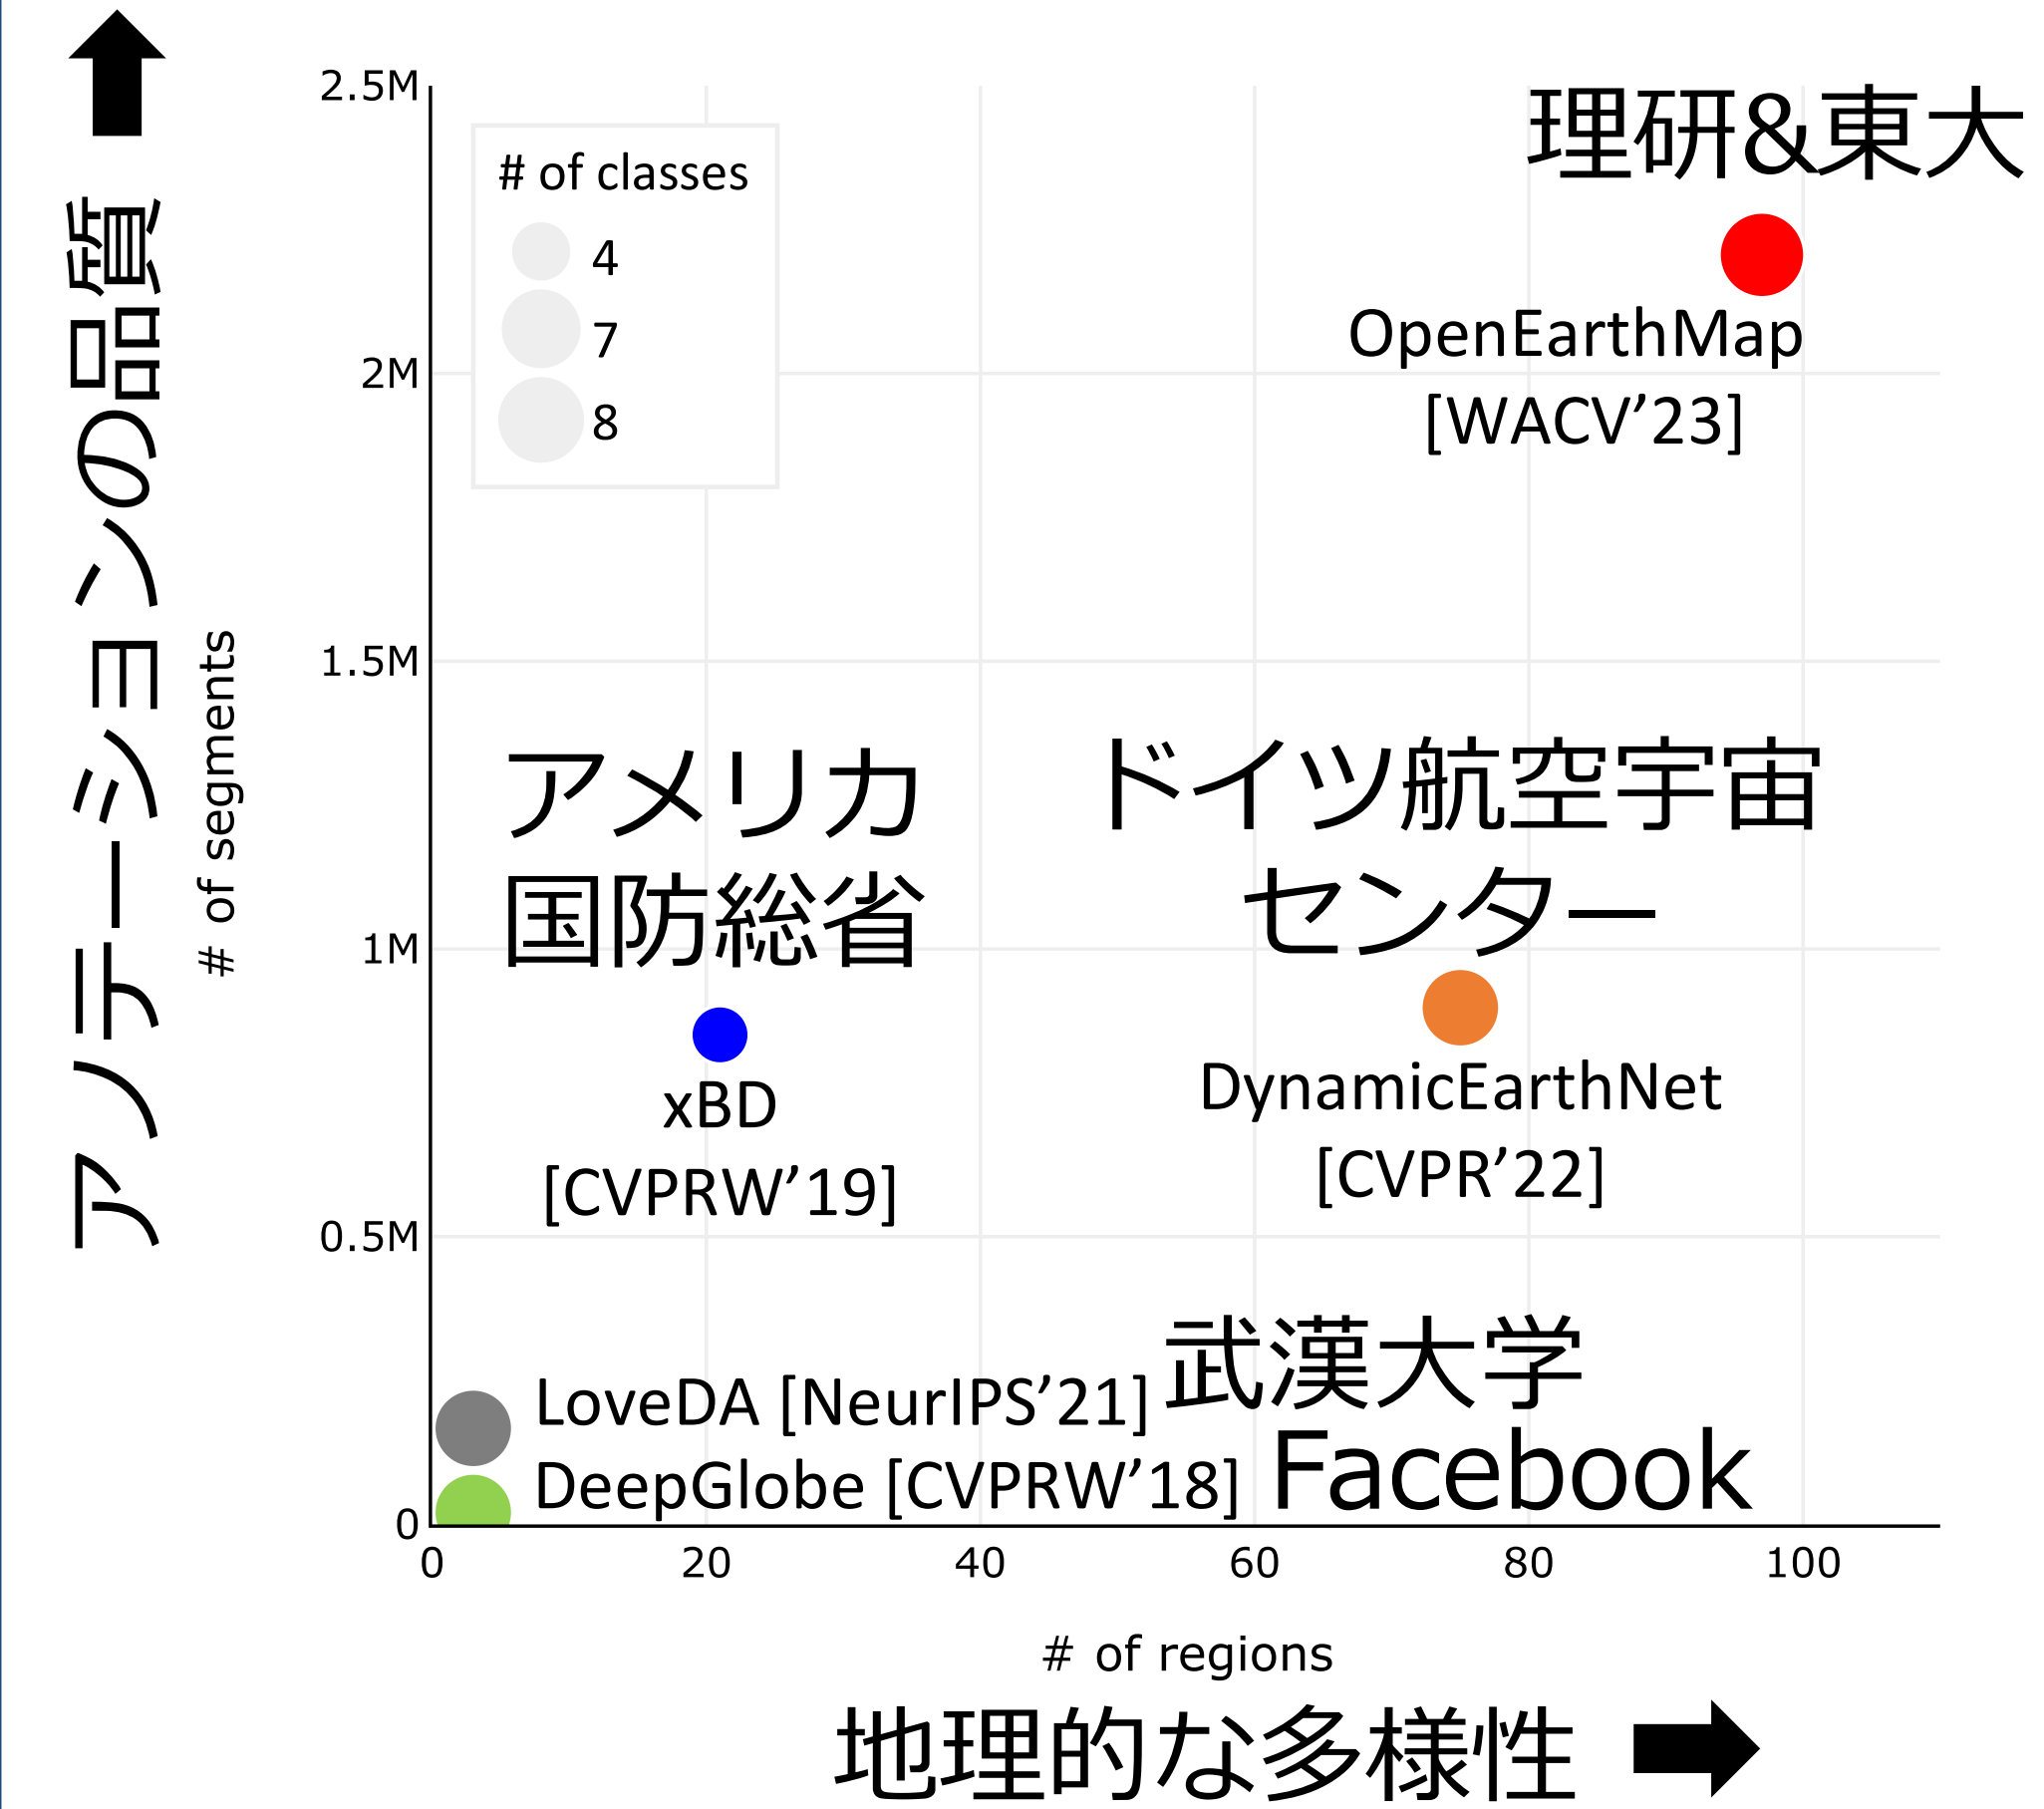 アノテーションの品質
# of segments
2.5M
2M
1.5M
1M
0.5M
0
# of classes
4
7
8
理研&東大
OpenEarthMap
[WACV’23]
アメリカ
国防総省
xBD
[CVPRW’19]
ドイツ航空宇宙
センター
DynamicEarthNet
[CVPR’22]
LoveDA [NeurIPS’21] 武漢大学
DeepGlobe [CVPRW’18] Facebook
0 20 40 60 80 100
# of regions
地理的な多様性